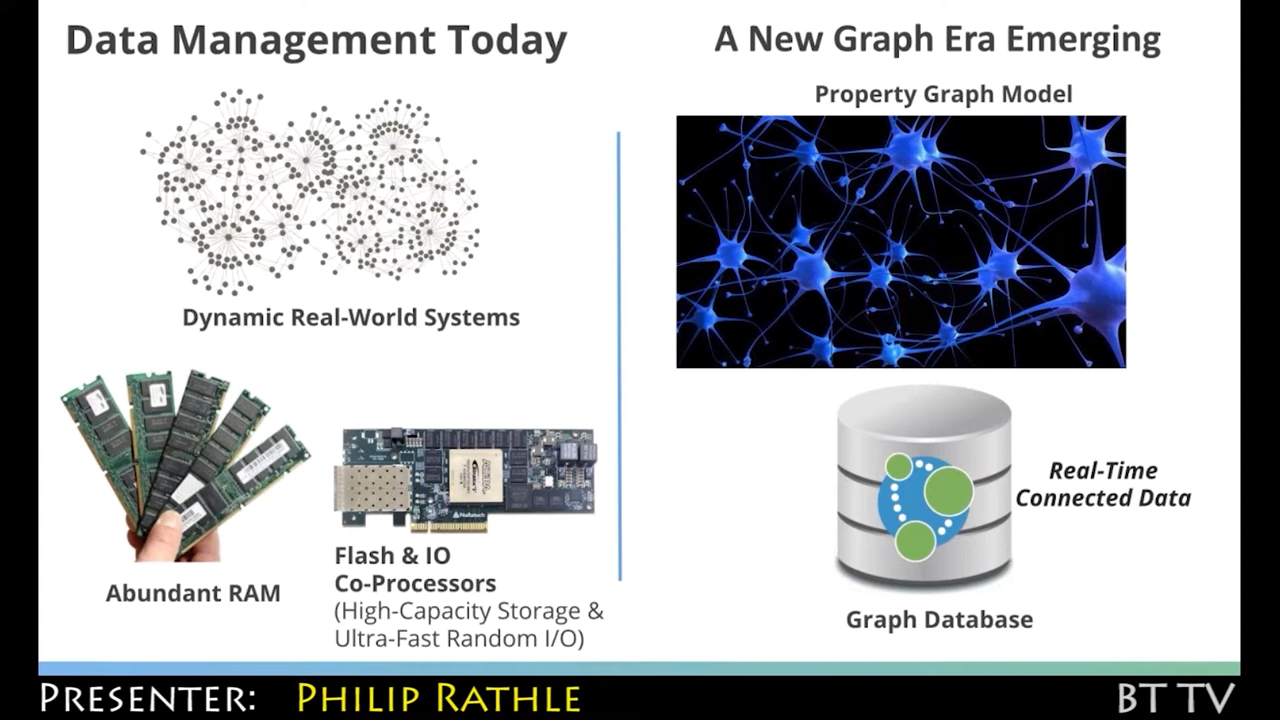 Data Management Today
Dynamic Real-World Systems
Abundant RAM
Flash & IO
Co-Processors
(High-Capacity Storage &
Ultra-Fast Random I/O)
A New Graph Era Emerging
Property Graph Model
Real-Time
Connected Data
Graph Database
PRESENTER: PHILIP RATHLE
BT TV